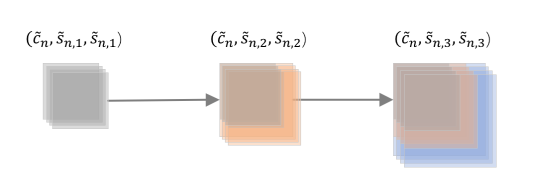 (c̃ₙ, s̃ₙ,₁, s̃ₙ,₁)
(c̃ₙ, s̃ₙ,₂, s̃ₙ,₂)
(c̃ₙ, s̃ₙ,₃, s̃ₙ,₃)